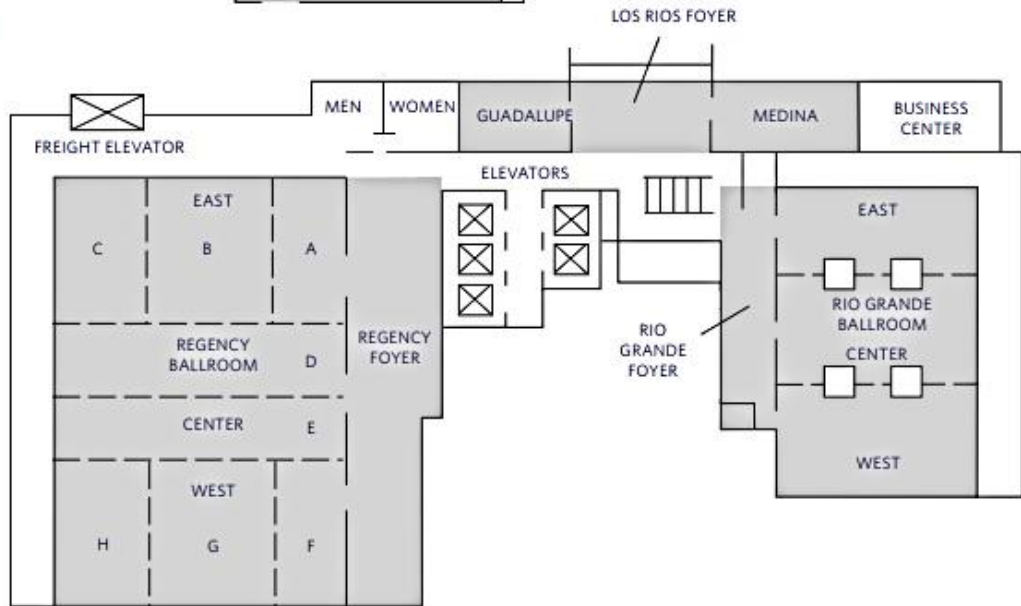 LOS RIOS FOYER
MEN
WOMEN
GUADALUPE
MEDINA
BUSINESS
CENTER
FREIGHT ELEVATOR
ELEVATORS
EAST
C
B
A
REGENCY
BALLROOM
D
CENTER
E
WEST
H
G
F
REGENCY
FOYER
RIO
GRANDE
FOYER
EAST
RIO GRANDE
BALLROOM
CENTER
WEST